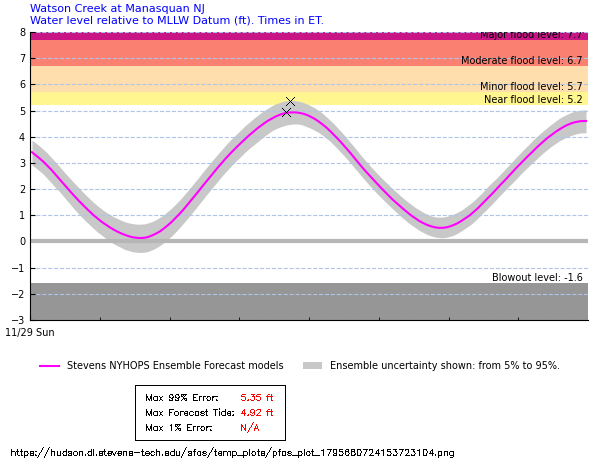 Watson Creek at Manasquan NJ
Water level relative to MLLW Datum (ft). Times in ET.
8
Major flood level: 7.7
7
Moderate flood level: 6.7
6
Minor flood level: 5.7
Near flood level: 5.2
5
4
3
2
1
0
−1
Blowout level: -1.6
−2
−3
11/29 Sun
Stevens NYHOPS Ensemble Forecast models
Ensemble uncertainty shown: from 5% to 95%.
Max 99% Error: 5.35 ft
Max Forecast Tide: 4.92 ft
Max 1% Error: N/A
https://hudson.dl.stevens-tech.edu/sfas/temp_plots/pfas_plot_1795680724153723104.png